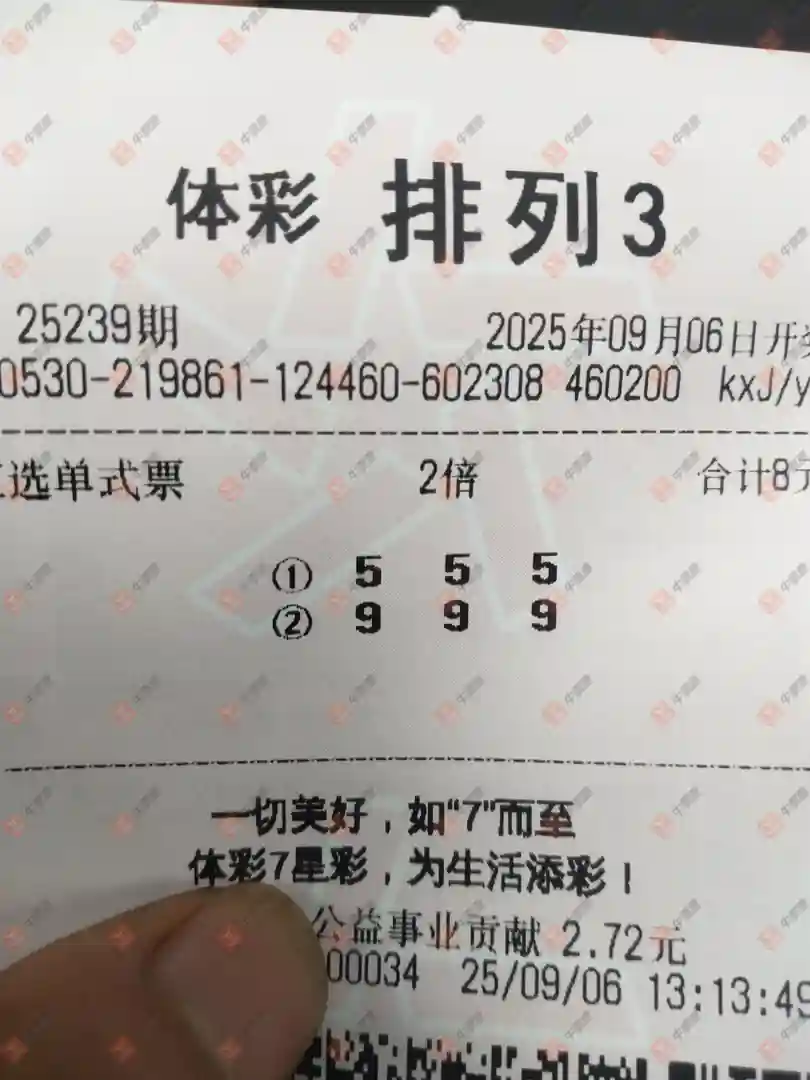 体彩 排列3
25239期 2025年09月06日开
0530-219861-124460-602308 460200 kxJ/y
选单式票 2倍 合计8元
① 5 5 5
② 9 9 9
一切美好，如“7”而至
体彩7星彩，为生活添彩！
公益事业贡献 2.72元
00034 25/09/06 13:13:49